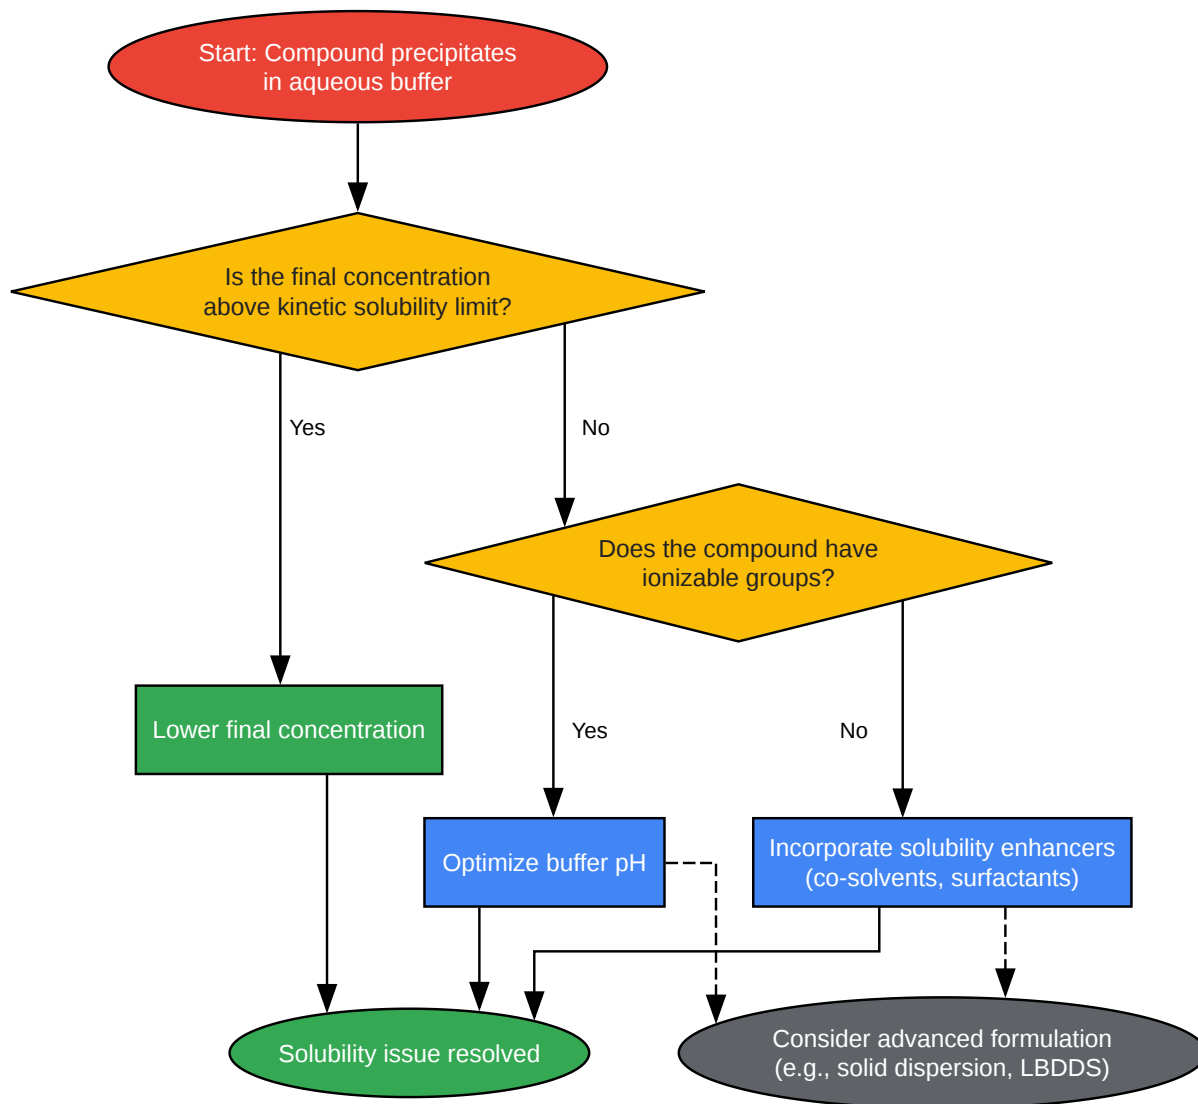 Start: Compound precipitates
in aqueous buffer
Is the final concentration
above kinetic solubility limit?
Yes
No
Does the compound have
ionizable groups?
Lower final concentration
Yes
No
Optimize buffer pH
Incorporate solubility enhancers
(co-solvents, surfactants)
Solubility issue resolved
Consider advanced formulation
(e.g., solid dispersion, LBDDS)